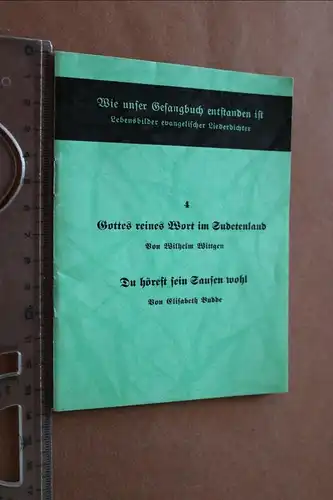 Wie unser Gesangbuch entstanden ist
Lebensbilder evangelischer Liederdichter
4
Gottes reines Wort im Sudetenland
Von Wilhelm Wittgen
Du hörest sein Sausen wohl
Von Elisabeth Budde